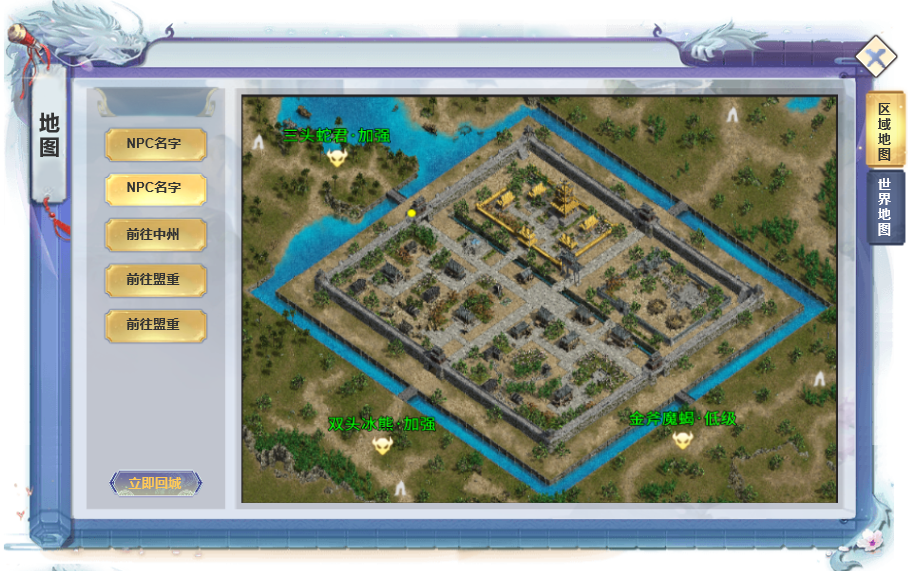 地图
NPC名字
NPC名字
前往中州
前往盟重
前往盟重
立即回城
三头蛇君·加强
双头冰熊·加强
金斧魔蝎·低级
区域地图
世界地图